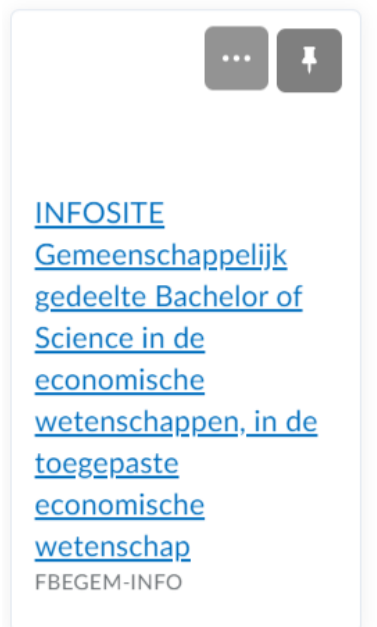 INFOSITE
Gemeenschappelijk
gedeelte Bachelor of
Science in de
economische
wetenschappen, in de
toegepaste
economische
wetenschap
FBEGEM-INFO